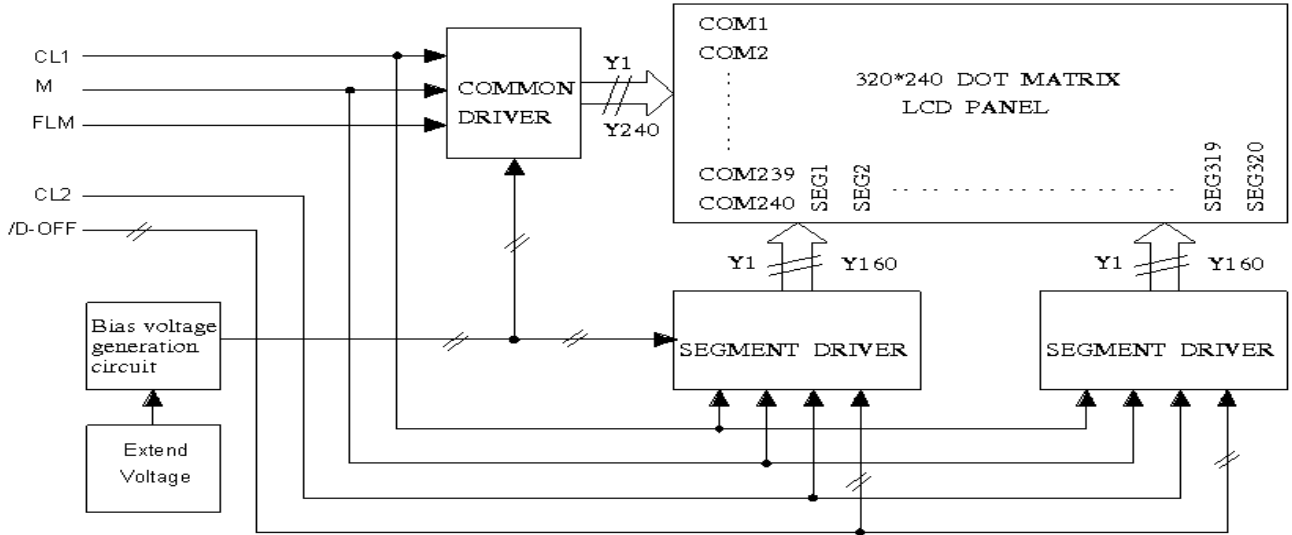 CL1
M
FLM
CL2
/D-OFF
COMMON
DRIVER
Y1
Y240
COM1
COM2
320*240 DOT MATRIX
LCD PANEL
COM239
COM240
SEG1
SEG2
SEG319
SEG320
Y1
Y160
Y1
Y160
Bias voltage
generation
circuit
SEGMENT DRIVER
SEGMENT DRIVER
Extend
Voltage